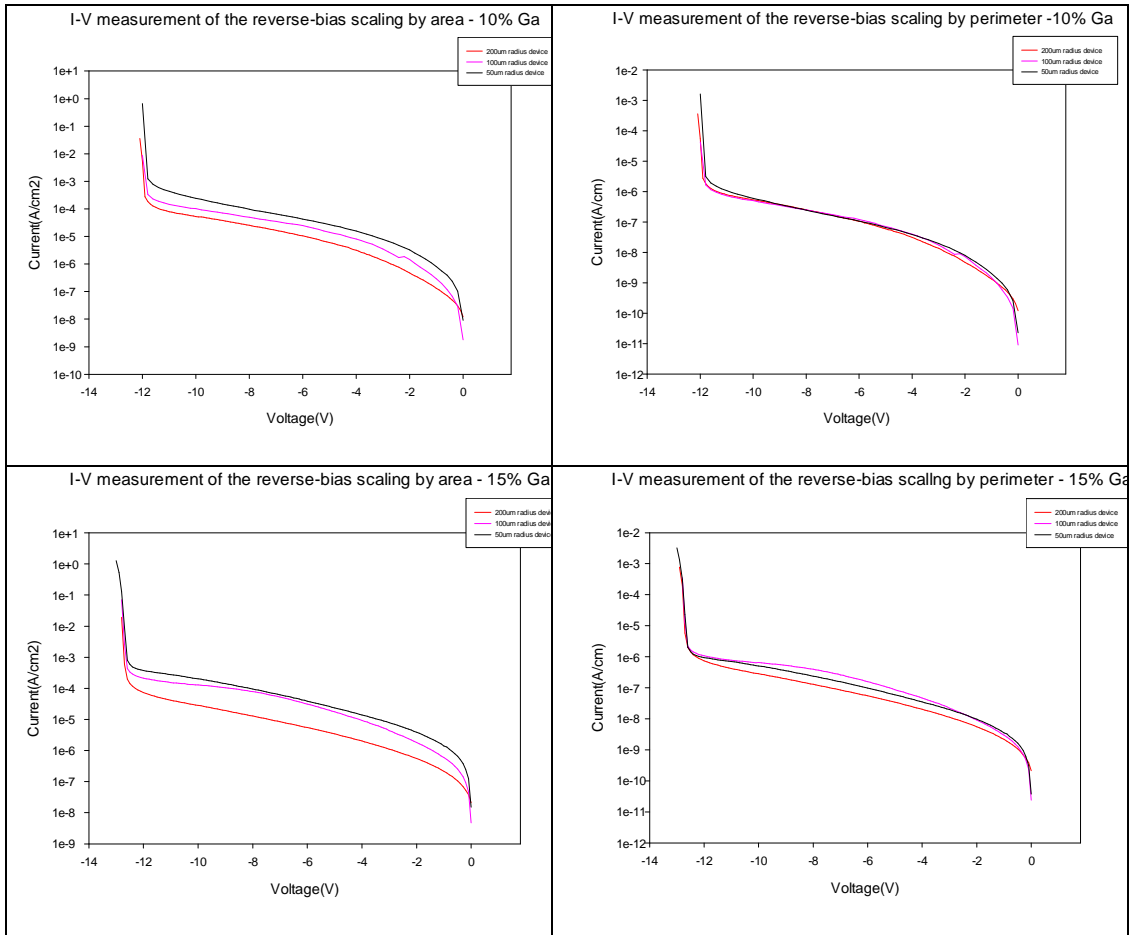 I-V measurement of the reverse-bias scaling by area - 10% Ga
200um radius device
100um radius device
50um radius device
1e+1
1e+0
1e-1
1e-2
1e-3
1e-4
1e-5
1e-6
1e-7
1e-8
1e-9
1e-10
Current(A/cm2)
-14 -12 -10 -8 -6 -4 -2 0
Voltage(V)
I-V measurement of the reverse-bias scaling by perimeter -10% Ga
200um radius device
100um radius device
50um radius device
1e-2
1e-3
1e-4
1e-5
1e-6
1e-7
1e-8
1e-9
1e-10
1e-11
1e-12
Current(A/cm)
-14 -12 -10 -8 -6 -4 -2 0
Voltage(V)
I-V measurement of the reverse-bias scaling by area - 15% Ga
200um radius devi
100um radius devi
50um radius devic
1e+1
1e+0
1e-1
1e-2
1e-3
1e-4
1e-5
1e-6
1e-7
1e-8
1e-9
Current(A/cm2)
-14 -12 -10 -8 -6 -4 -2 0
Voltage(V)
I-V measurement of the reverse-bias scallng by perimeter - 15% Ga
200um radius device
100um radius device
50um radius device
1e-2
1e-3
1e-4
1e-5
1e-6
1e-7
1e-8
1e-9
1e-10
1e-11
1e-12
Current(A/cm)
-14 -12 -10 -8 -6 -4 -2 0
Voltage(V)